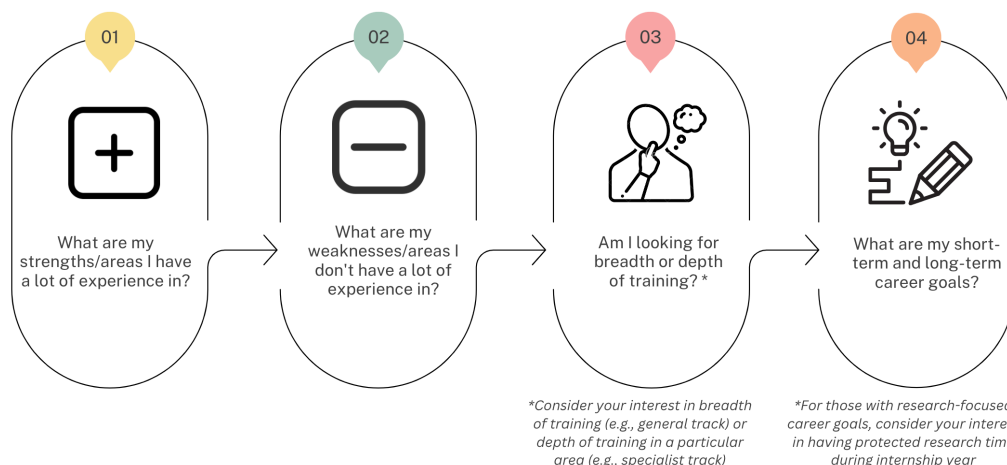 01
What are my
strengths/areas I have
a lot of experience in?
02
What are my
weaknesses/areas I
don't have a lot of
experience in?
03
Am I looking for
breadth or depth
of training? *
*Consider your interest in breadth
of training (e.g., general track) or
depth of training in a particular
area (e.g., specialist track)
04
What are my short-
term and long-term
career goals?
*For those with research-focused
career goals, consider your
in having protected research
during internship year